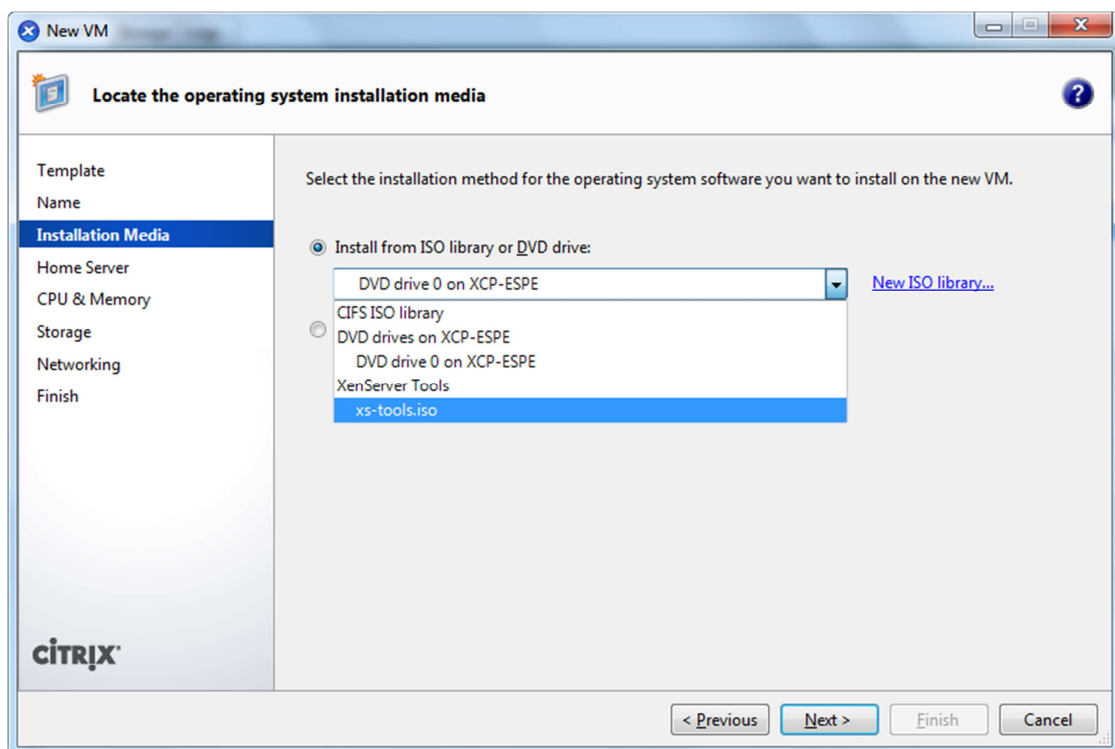 New VM
Locate the operating system installation media
?
Template
Name
Installation Media
Home Server
CPU & Memory
Storage
Networking
Finish
CITRIX
Select the installation method for the operating system software you want to install on the new VM.
Install from ISO library or DVD drive:
DVD drive 0 on XCP-ESPE
New ISO library...
CIFS ISO library
DVD drives on XCP-ESPE
DVD drive 0 on XCP-ESPE
XenServer Tools
xs-tools.iso
< Previous
Next >
Finish
Cancel